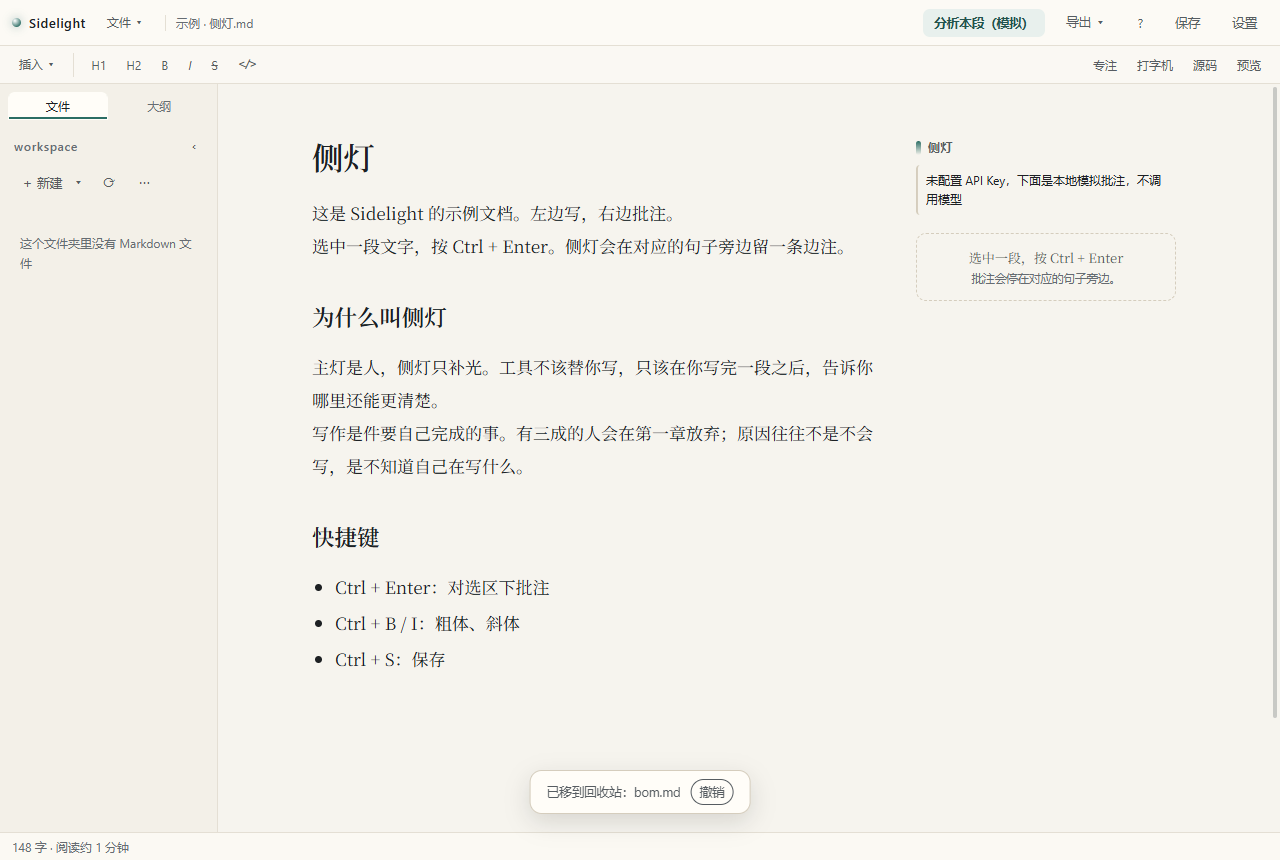 Sidelight 文件 示例 · 侧灯.md 分析本段（模拟） 导出 ? 保存 设置
插入 H1 H2 B I S </> 专注 打字机 源码 预览
文件 大纲
workspace
+ 新建 ...
这个文件夹里没有 Markdown 文
件
侧灯
这是 Sidelight 的示例文档。左边写，右边批注。
选中一段文字，按 Ctrl + Enter。侧灯会在对应的句子旁边留一条边注。
为什么叫侧灯
主灯是人，侧灯只补光。工具不该替你写，只该在你写完一段之后，告诉你
哪里还能更清楚。
写作是件要自己完成的事。有三成的人会在第一章放弃；原因往往不是不会
写，是不知道自己在写什么。
快捷键
Ctrl + Enter：对选区下批注
Ctrl + B / I：粗体、斜体
Ctrl + S：保存
侧灯
未配置 API Key，下面是本地模拟批注，不调
用模型
选中一段，按 Ctrl + Enter
批注会停在对应的句子旁边。
已移到回收站：bom.md 撤销
148 字 · 阅读约 1 分钟